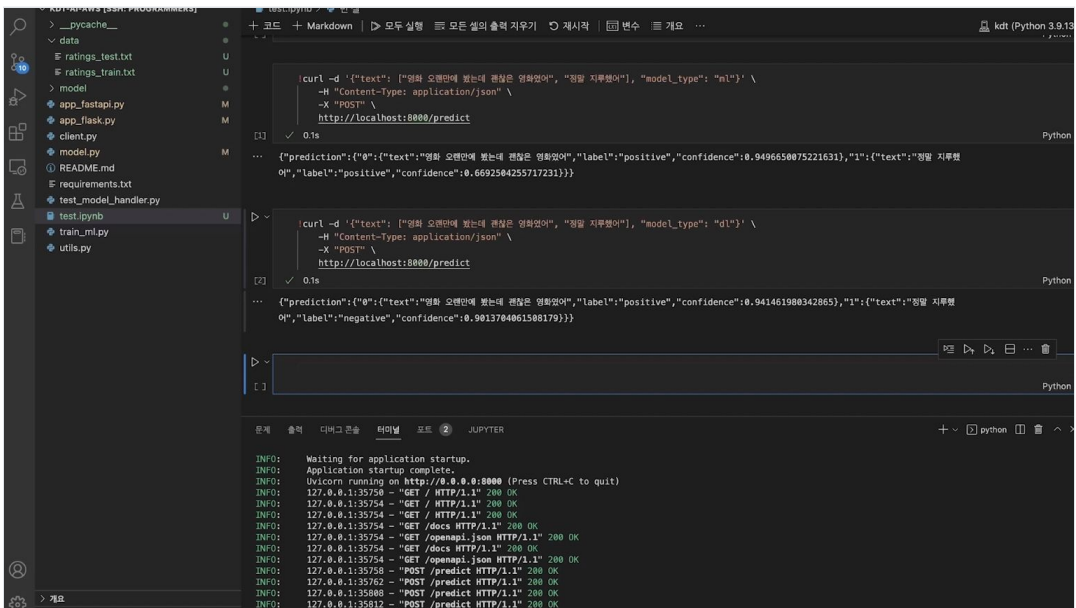 KDT-AI-AWS [SSH: PROGRAMMERS]
__pycache__
data
ratings_test.txt U
ratings_train.txt U
model
app_fastapi.py M
app_flask.py M
client.py
model.py M
README.md
requirements.txt
test_model_handler.py
test.ipynb U
train_ml.py
utils.py
개요
10
test.ipynb
+ 코드 + Markdown | 모두 실행 모든 셀의 출력 지우기 재시작 | 변수 개요 ...
kdt (Python 3.9.13
!curl -d '{"text": ["영화 오랜만에 봤는데 괜찮은 영화였어", "정말 지루했어"], "model_type": "ml"}' \
-H "Content-Type: application/json" \
-X "POST" \
http://localhost:8000/predict
[1] 0.1s Python
... {"prediction":{"0":{"text":"영화 오랜만에 봤는데 괜찮은 영화였어","label":"positive","confidence":0.9496650075221631},"1":{"text":"정말 지루했
어","label":"positive","confidence":0.6692504255717231}}}
!curl -d '{"text": ["영화 오랜만에 봤는데 괜찮은 영화였어", "정말 지루했어"], "model_type": "dl"}' \
-H "Content-Type: application/json" \
-X "POST" \
http://localhost:8000/predict
[2] 0.1s Python
... {"prediction":{"0":{"text":"영화 오랜만에 봤는데 괜찮은 영화였어","label":"positive","confidence":0.941461980342865},"1":{"text":"정말 지루했
어","label":"negative","confidence":0.9013704061508179}}}
[ ] Python
문제 출력 디버그 콘솔 터미널 포트 2 JUPYTER
python
INFO: Waiting for application startup.
INFO: Application startup complete.
INFO: Uvicorn running on http://0.0.0.0:8000 (Press CTRL+C to quit)
INFO: 127.0.0.1:35750 - "GET / HTTP/1.1" 200 OK
INFO: 127.0.0.1:35754 - "GET / HTTP/1.1" 200 OK
INFO: 127.0.0.1:35754 - "GET / HTTP/1.1" 200 OK
INFO: 127.0.0.1:35754 - "GET /docs HTTP/1.1" 200 OK
INFO: 127.0.0.1:35754 - "GET /openapi.json HTTP/1.1" 200 OK
INFO: 127.0.0.1:35754 - "GET /docs HTTP/1.1" 200 OK
INFO: 127.0.0.1:35754 - "GET /openapi.json HTTP/1.1" 200 OK
INFO: 127.0.0.1:35758 - "POST /predict HTTP/1.1" 200 OK
INFO: 127.0.0.1:35762 - "POST /predict HTTP/1.1" 200 OK
INFO: 127.0.0.1:35808 - "POST /predict HTTP/1.1" 200 OK
INFO: 127.0.0.1:35812 - "POST /predict HTTP/1.1" 200 OK